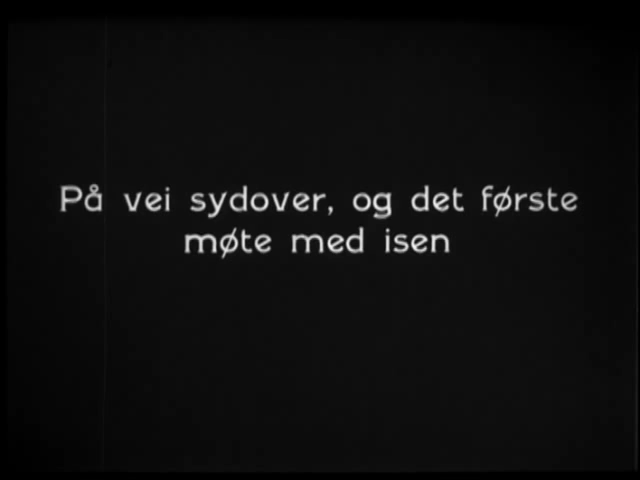 På vei sydover, og det første
møte med isen